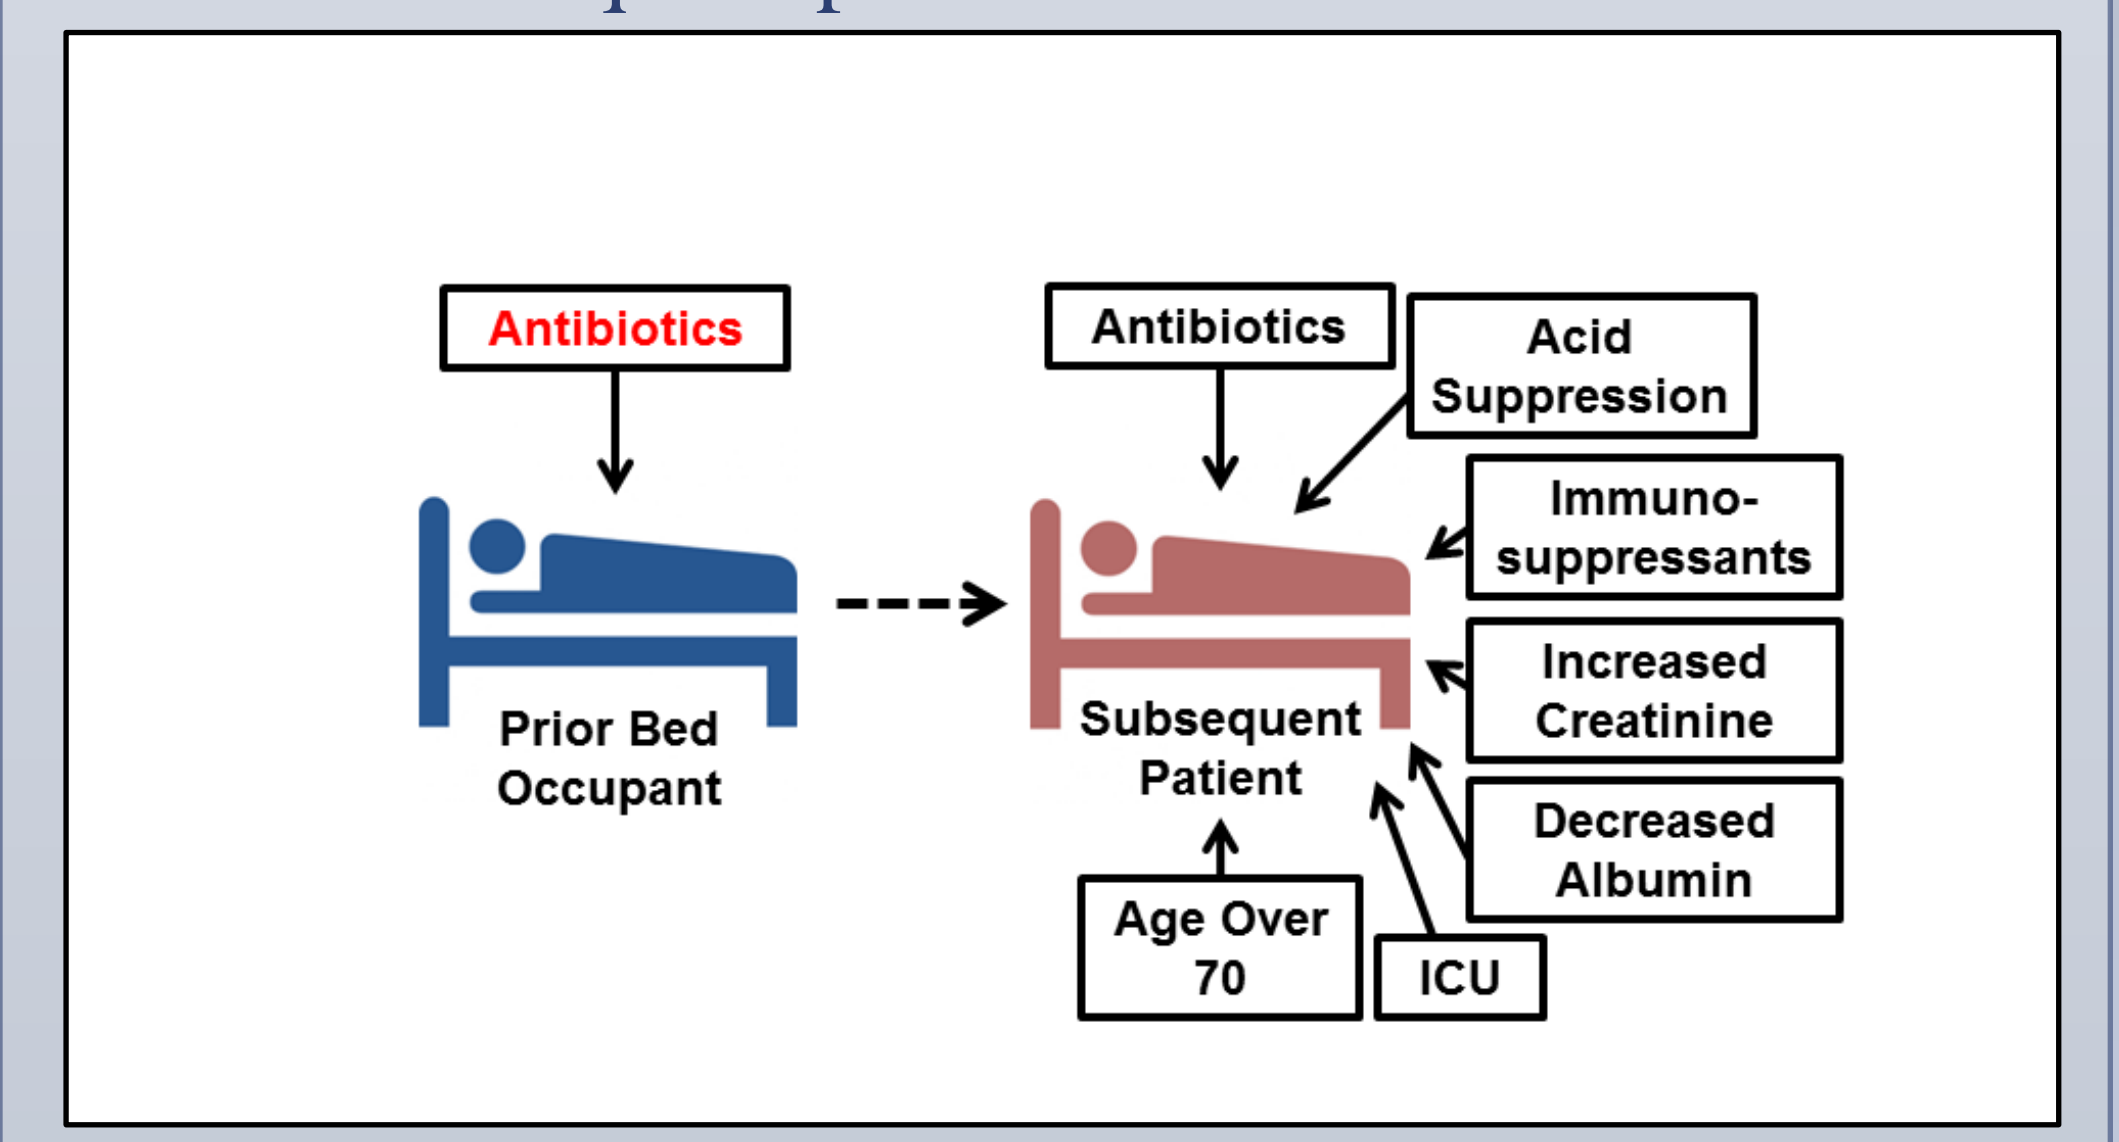 Antibiotics
Antibiotics
Acid
Suppression
Immuno-
suppressants
Increased
Creatinine
Decreased
Albumin
ICU
Age Over
70
Prior Bed
Occupant
Subsequent
Patient